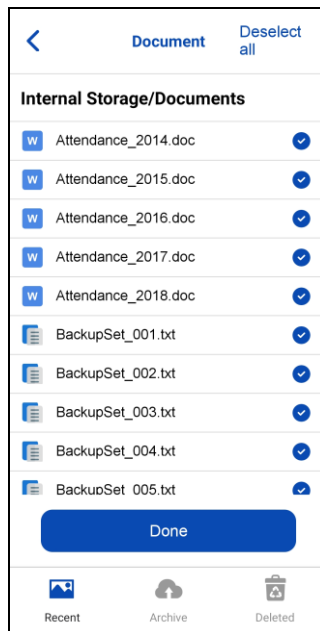 Document
Deselect
all
Internal Storage/Documents
W Attendance_2014.doc
W Attendance_2015.doc
W Attendance_2016.doc
W Attendance_2017.doc
W Attendance_2018.doc
BackupSet_001.txt
BackupSet_002.txt
BackupSet_003.txt
BackupSet_004.txt
BackupSet_005.txt
Done
Recent
Archive
Deleted